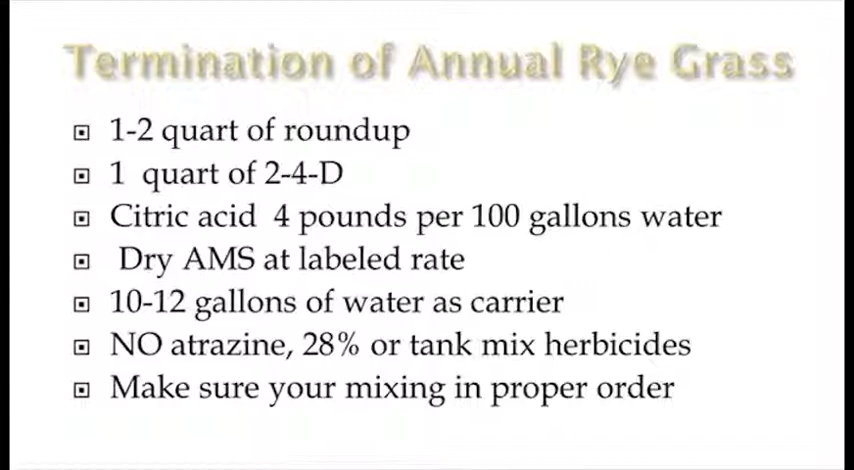 Termination of Annual Rye Grass
1-2 quart of roundup
1 quart of 2-4-D
Citric acid 4 pounds per 100 gallons water
Dry AMS at labeled rate
10-12 gallons of water as carrier
NO atrazine, 28% or tank mix herbicides
Make sure your mixing in proper order